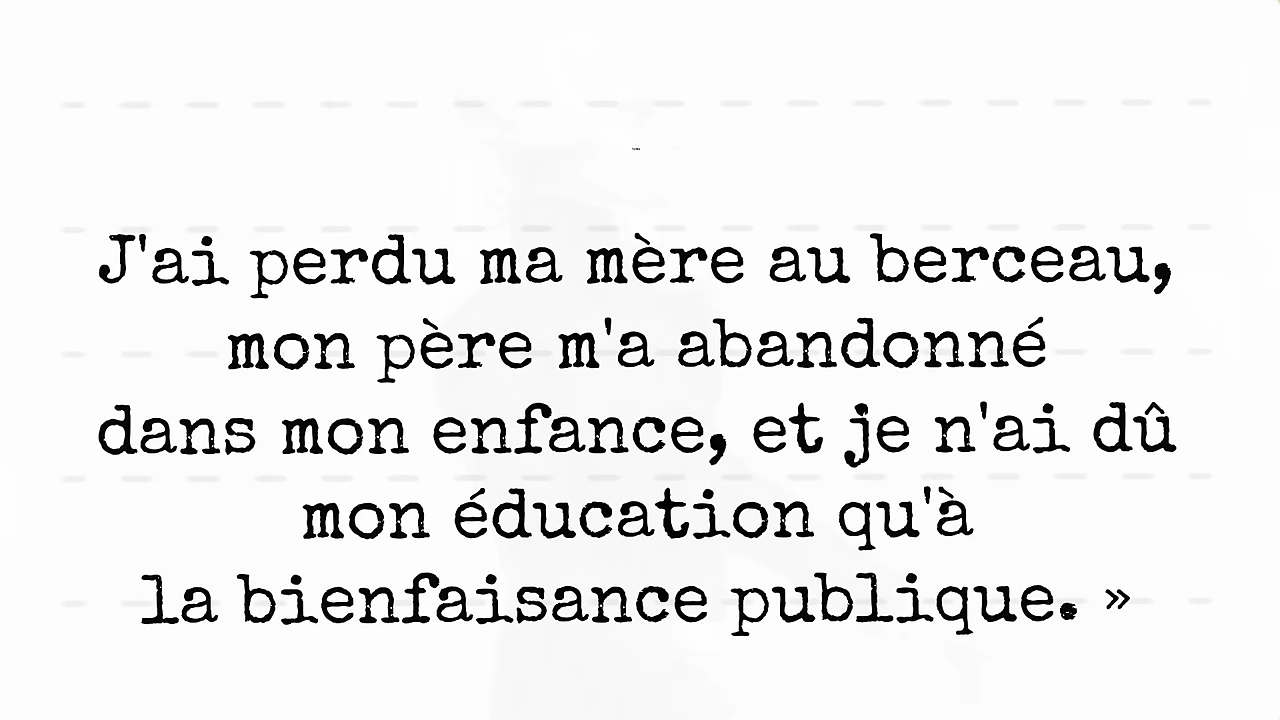 J'ai perdu ma mère au berceau,
mon père m'a abandonné
dans mon enfance, et je n'ai dû
mon éducation qu'à
la bienfaisance publique. »